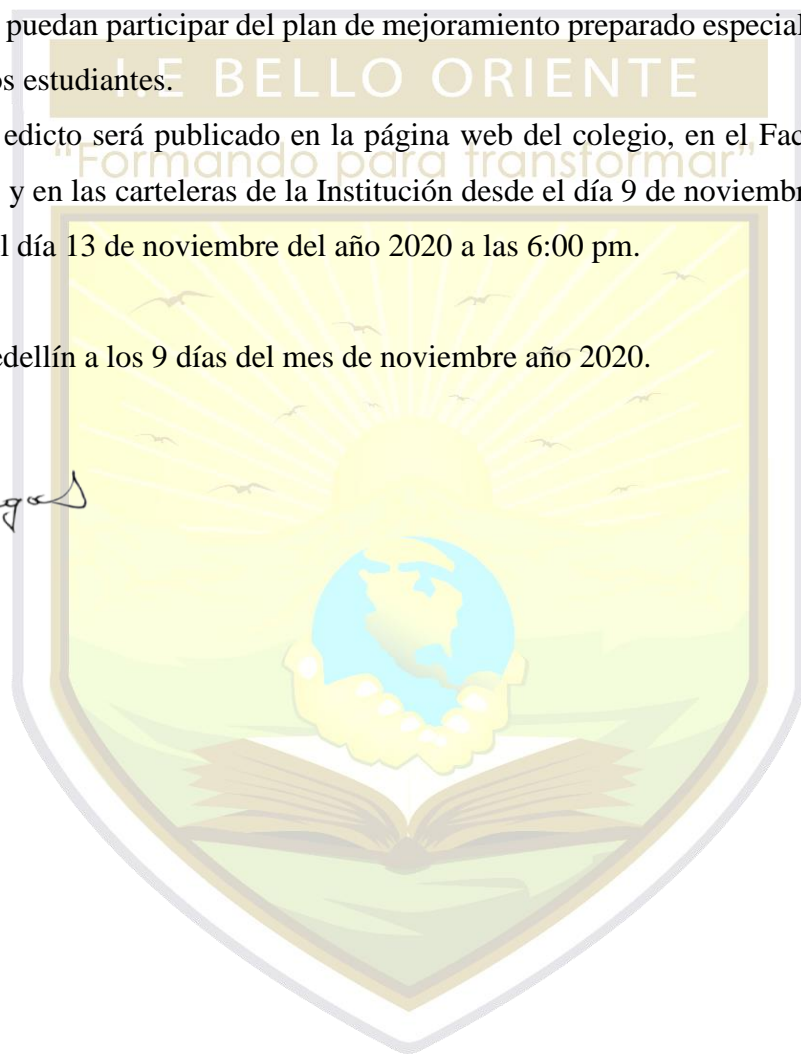 puedan participar del plan de mejoramiento preparado especial
os estudiantes.
I.E BELLO ORIENTE
edicto será publicado en la página web del colegio, en el Fac
"Formando para transformar"
y en las carteleras de la Institución desde el día 9 de noviembr
l día 13 de noviembre del año 2020 a las 6:00 pm.
edellín a los 9 días del mes de noviembre año 2020.